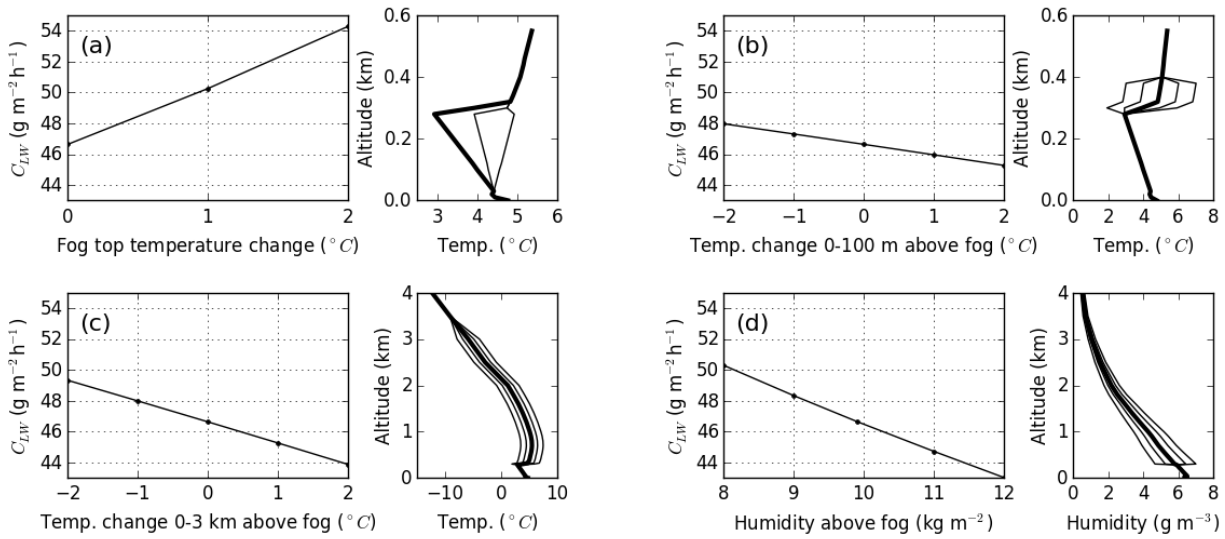 (a)
C_LW (g m⁻² h⁻¹)
54
52
50
48
46
44
0 1 2
Fog top temperature change (°C)
Altitude (km)
0.6
0.4
0.2
0.0
3 4 5 6
Temp. (°C)
(b)
C_LW (g m⁻² h⁻¹)
54
52
50
48
46
44
−2 −1 0 1 2
Temp. change 0-100 m above fog (°C)
Altitude (km)
0.6
0.4
0.2
0.0
0 2 4 6 8
Temp. (°C)
(c)
C_LW (g m⁻² h⁻¹)
54
52
50
48
46
44
−2 −1 0 1 2
Temp. change 0-3 km above fog (°C)
Altitude (km)
4
3
2
1
0
−10 0 10
Temp. (°C)
(d)
C_LW (g m⁻² h⁻¹)
54
52
50
48
46
44
8 9 10 11 12
Humidity above fog (kg m⁻²)
Altitude (km)
4
3
2
1
0
0 2 4 6 8
Humidity (g m⁻³)